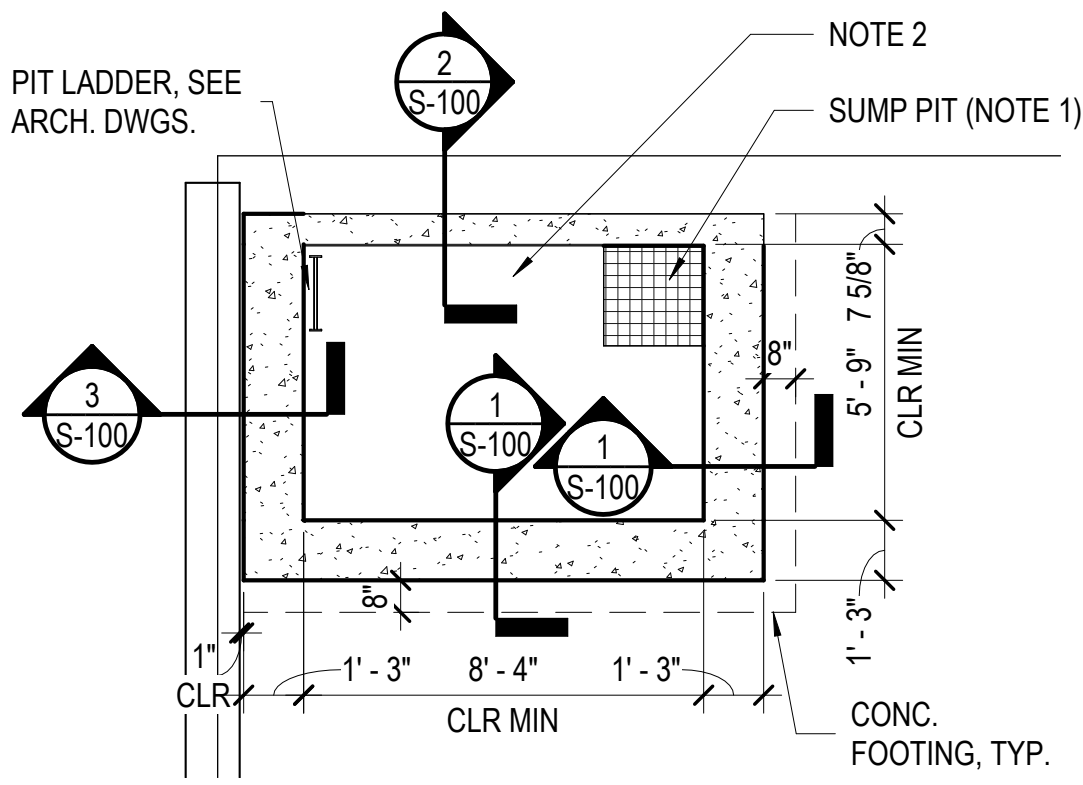 NOTE 2
2
S-100
PIT LADDER, SEE
ARCH. DWGS.
SUMP PIT (NOTE 1)
7 5/8"
8"
5' - 9"
CLR MIN
3
S-100
1
S-100
1
S-100
8"
1' - 3"
1"
CLR
1' - 3"
8' - 4"
CLR MIN
1' - 3"
CONC.
FOOTING, TYP.